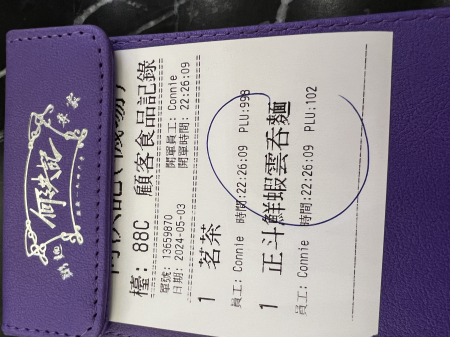 何洪記
檯: 88C 顧客食品記錄
單號: 13659870 開單員工: Connie
日期: 2024-05-03 開單時間: 22:26:09
1 茗茶
員工: Connie 時間:22:26:09 PLU:998
1 正斗鮮蝦雲吞麵
員工: Connie 時間:22:26:09 PLU:102